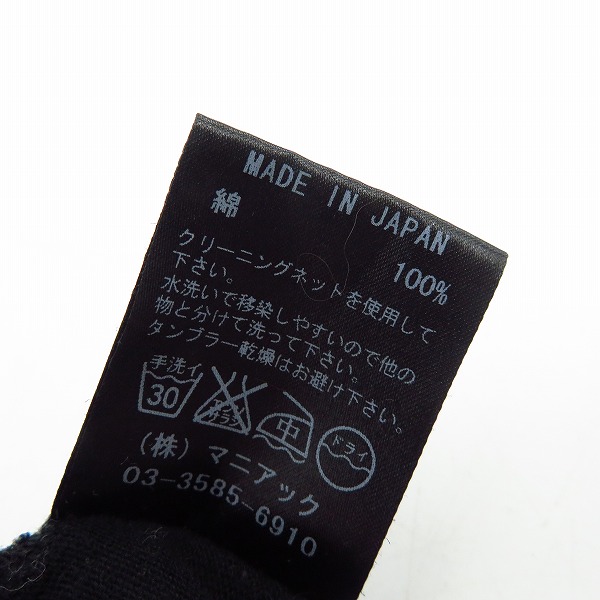 MADE IN JAPAN
綿 100%
クリーニングネットを使用して
下さい。
水洗いで移染しやすいので他の
物と分けて洗って下さい。
タンブラー乾燥はお避け下さい。
手洗イ 30 エンソサラシ 中 ドライ
(株) マニアック
03-3585-6910